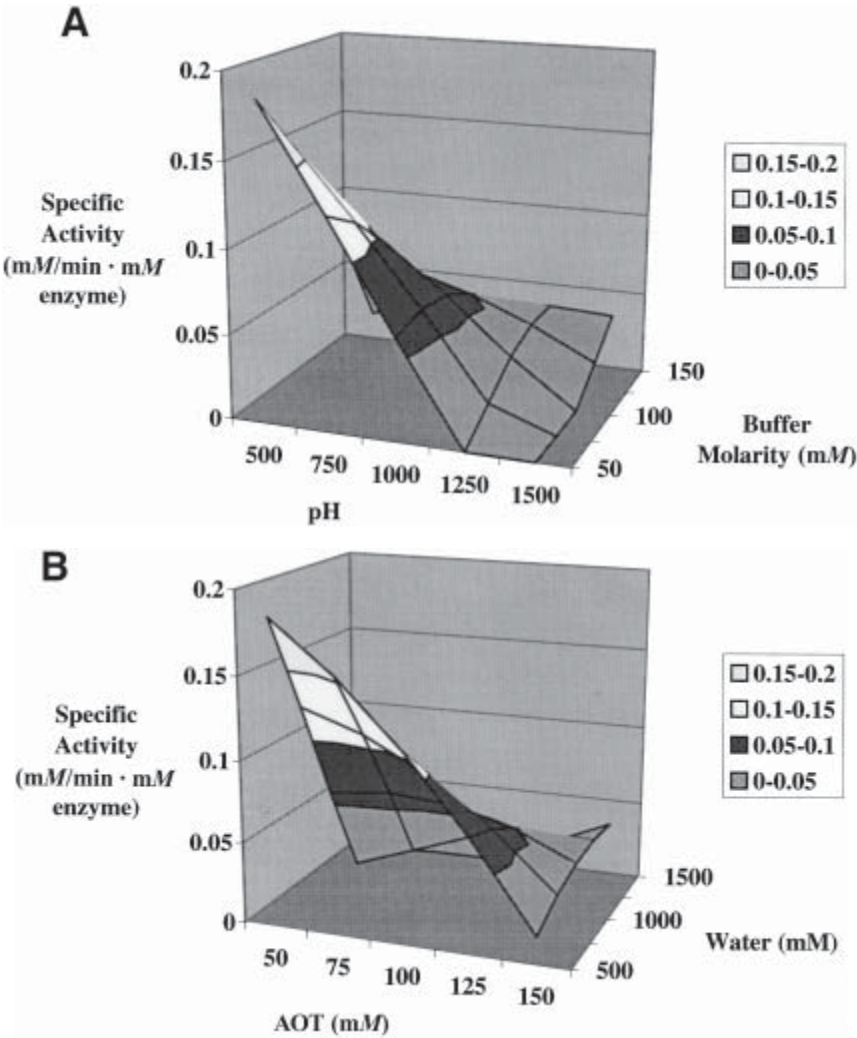 A
0.2
0.15
0.1
0.05
0
Specific
Activity
(mM/min · mM
enzyme)
500
750
1000
1250
1500
pH
50
100
150
Buffer
Molarity (mM)
0.15-0.2
0.1-0.15
0.05-0.1
0-0.05
B
0.2
0.15
0.1
0.05
0
Specific
Activity
(mM/min · mM
enzyme)
50
75
100
125
150
AOT (mM)
500
1000
1500
Water (mM)
0.15-0.2
0.1-0.15
0.05-0.1
0-0.05